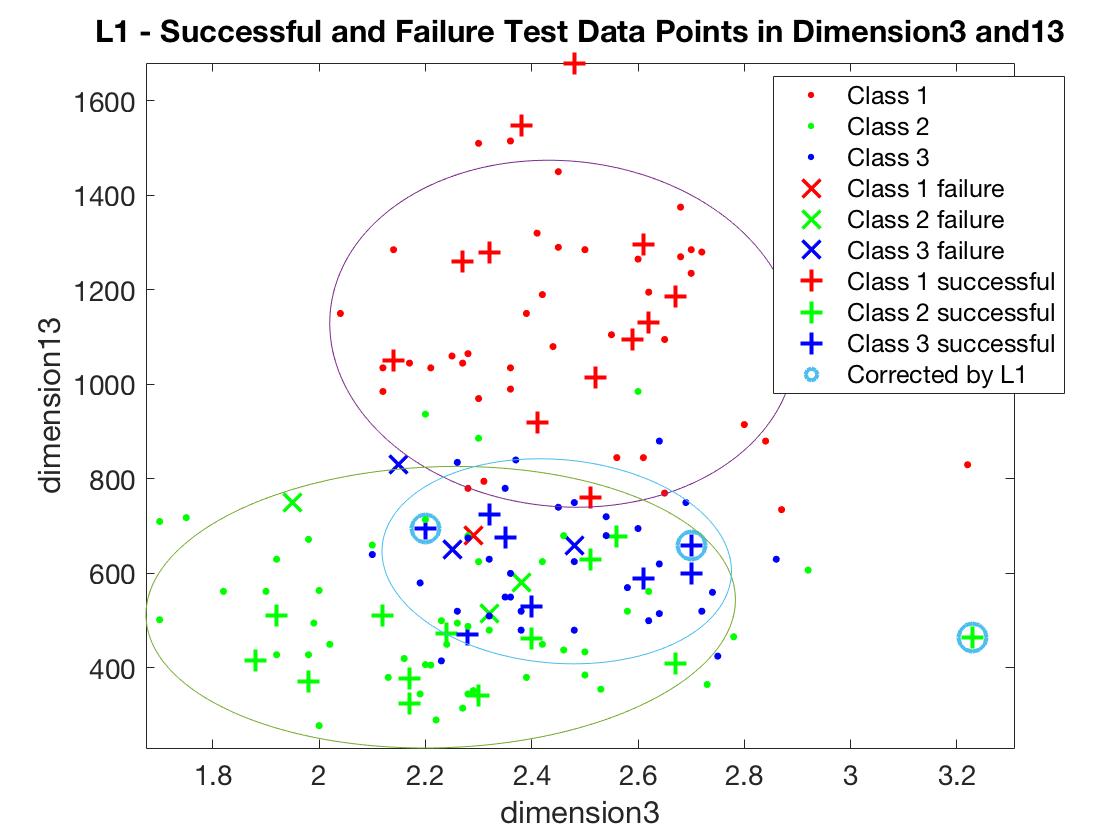 L1 - Successful and Failure Test Data Points in Dimension3 and13
1600
1400
1200
1000
800
600
400
dimension13
1.8
2
2.2
2.4
2.6
2.8
3
3.2
dimension3
Class 1
Class 2
Class 3
Class 1 failure
Class 2 failure
Class 3 failure
Class 1 successful
Class 2 successful
Class 3 successful
Corrected by L1